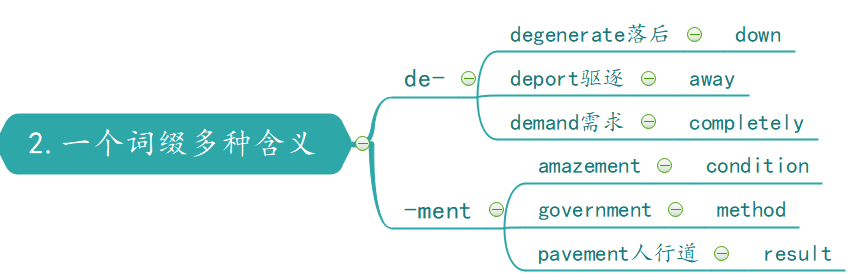 2.一个词缀多种含义
de-
degenerate落后 down
deport驱逐 away
demand需求 completely
-ment
amazement condition
government method
pavement人行道 result